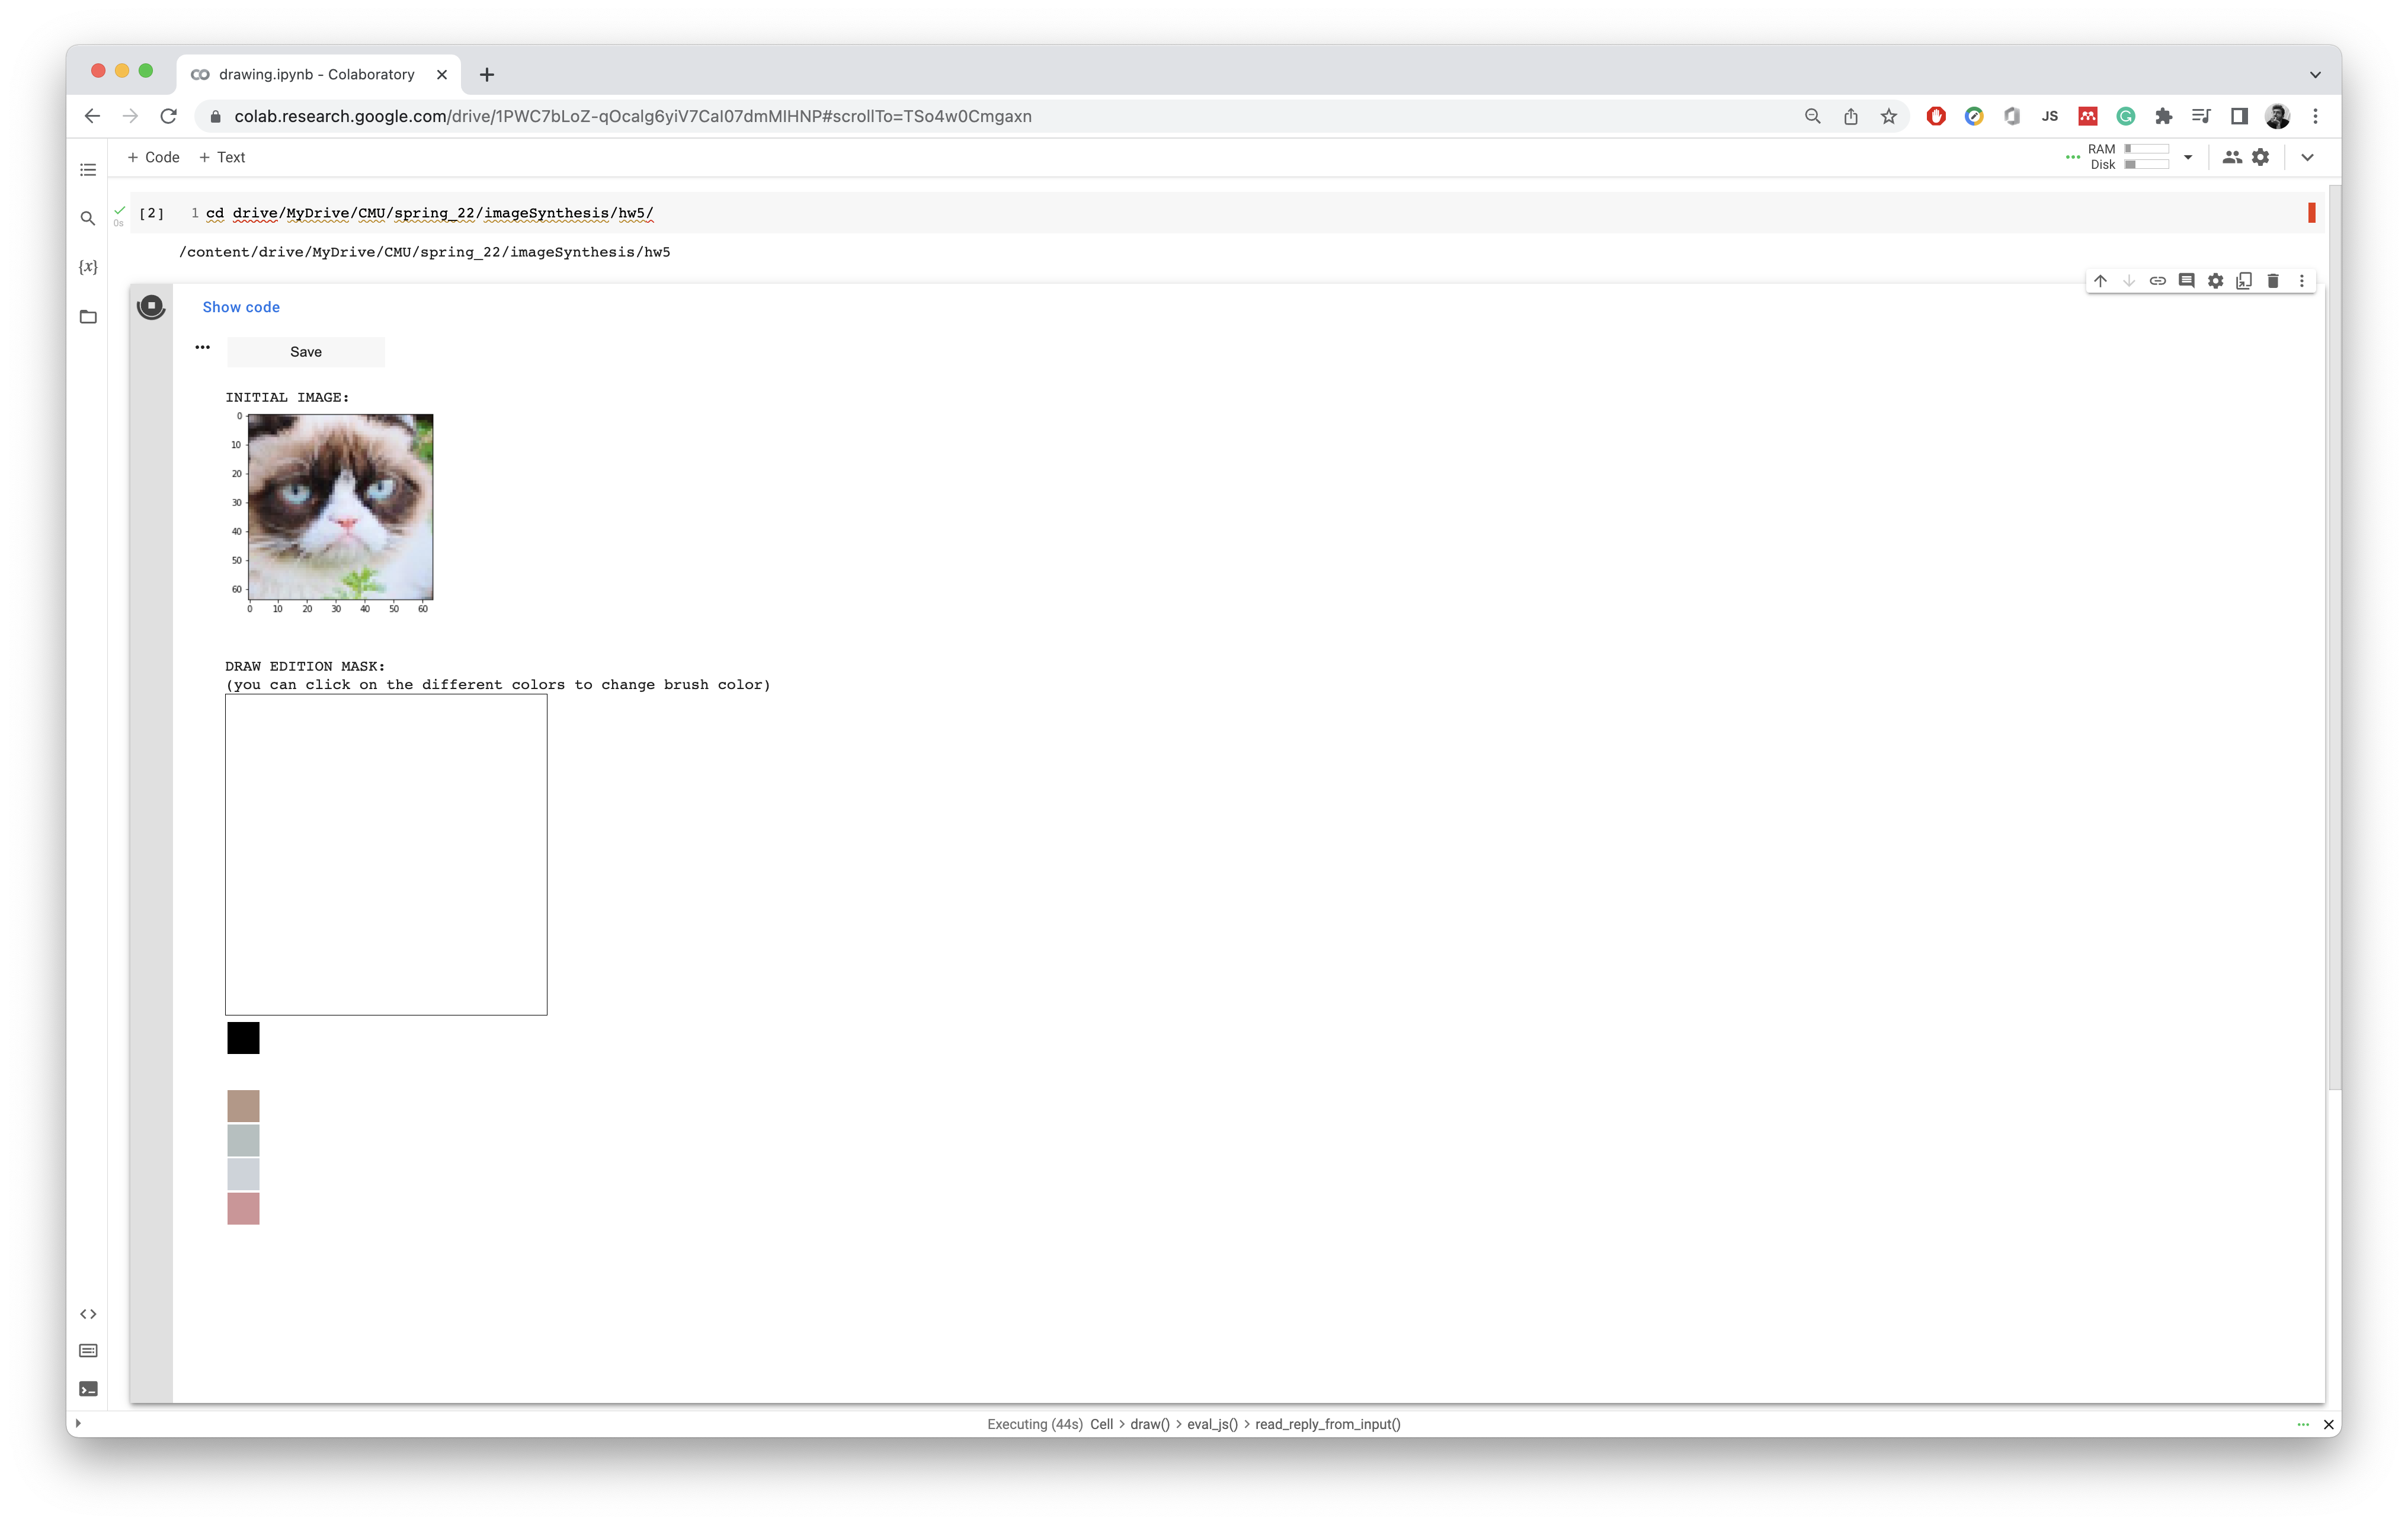 drawing.ipynb - Colaboratory
colab.research.google.com/drive/1PWC7bLoZ-qOcalg6yiV7Cal07dmMIHNP#scrollTo=TSo4w0Cmgaxn
JS
+ Code + Text
RAM
Disk
0s
[2] 1 cd drive/MyDrive/CMU/spring_22/imageSynthesis/hw5/
/content/drive/MyDrive/CMU/spring_22/imageSynthesis/hw5
{x}
Show code
Save
INITIAL IMAGE:
0
10
20
30
40
50
60
0 10 20 30 40 50 60
DRAW EDITION MASK:
(you can click on the different colors to change brush color)
Executing (44s) Cell > draw() > eval_js() > read_reply_from_input()